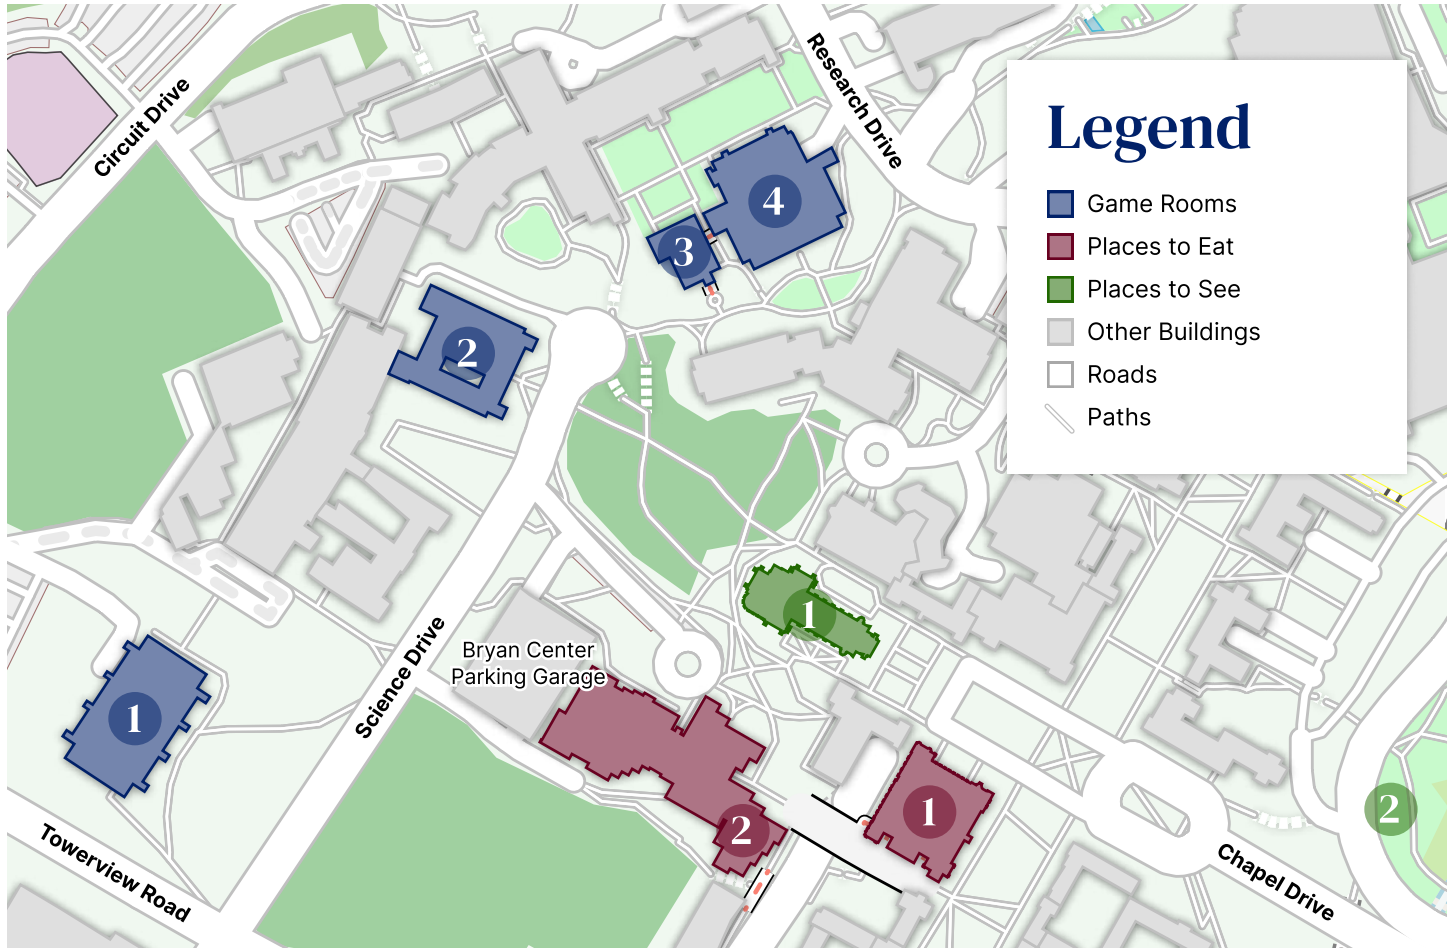 Circuit Drive
Research Drive
Legend
Game Rooms
Places to Eat
Places to See
Other Buildings
Roads
Paths
4
3
2
1
Bryan Center
Parking Garage
Science Drive
1
2
1
2
Towerview Road
Chapel Drive